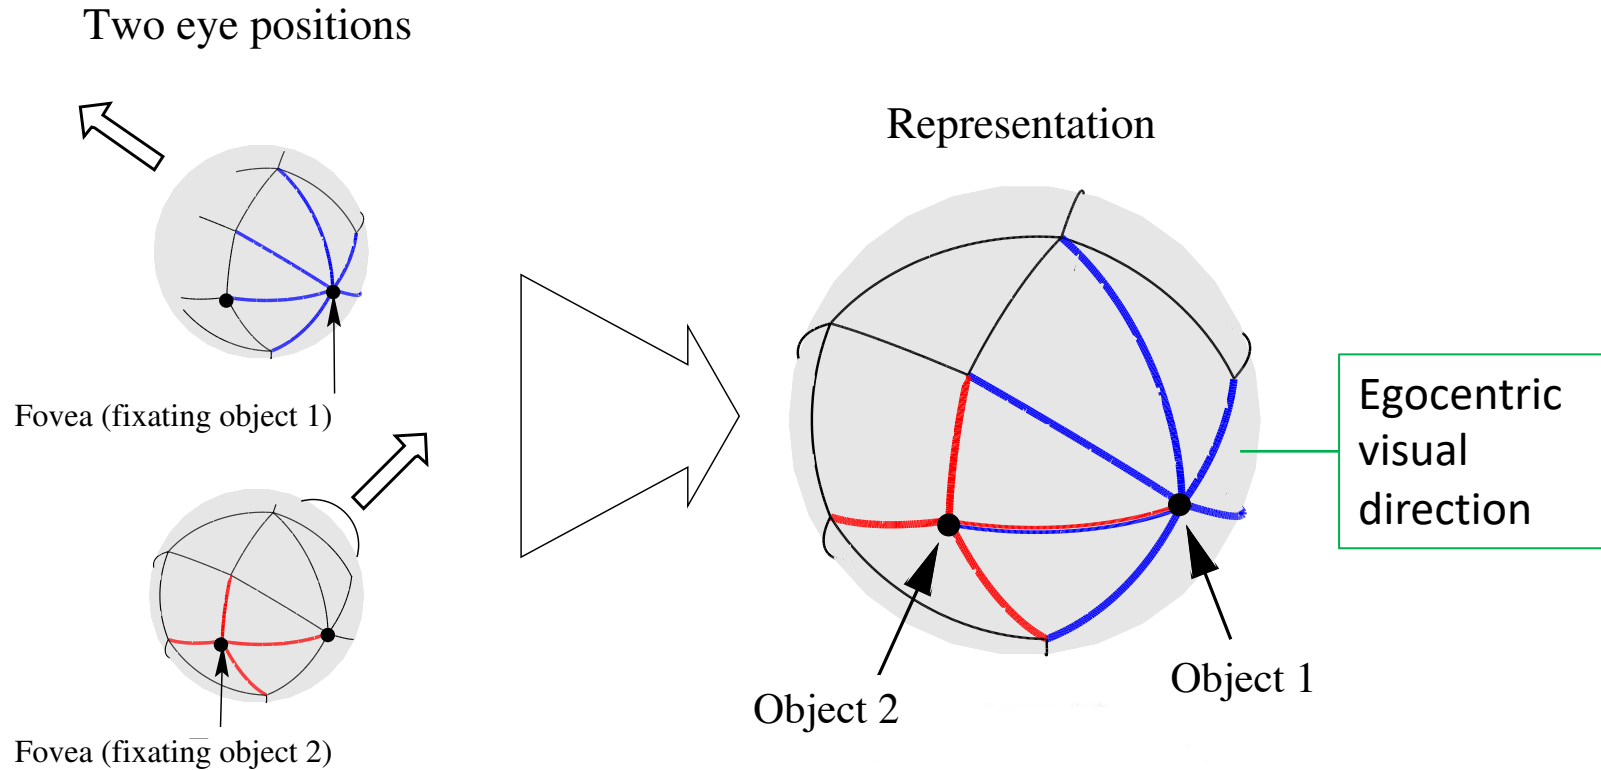 Two eye positions
Representation
Fovea (fixating object 1)
Egocentric
visual
direction
Object 1
Object 2
Fovea (fixating object 2)